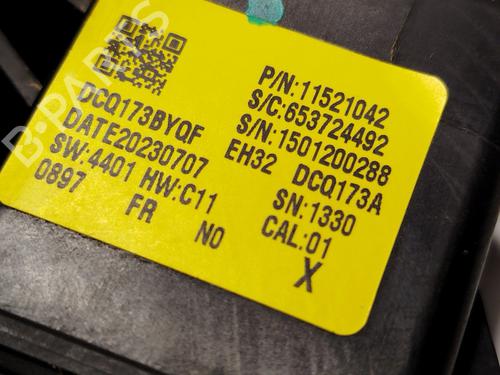 P/N:11521042
S/C:653724492
S/N:1501200288
EH32 DCQ173A
SN:1330
CAL:01
X
DCQ173BYQF
DATE20230707
SW:4401 HW:C11
0897
FR
NO
B-PARTS